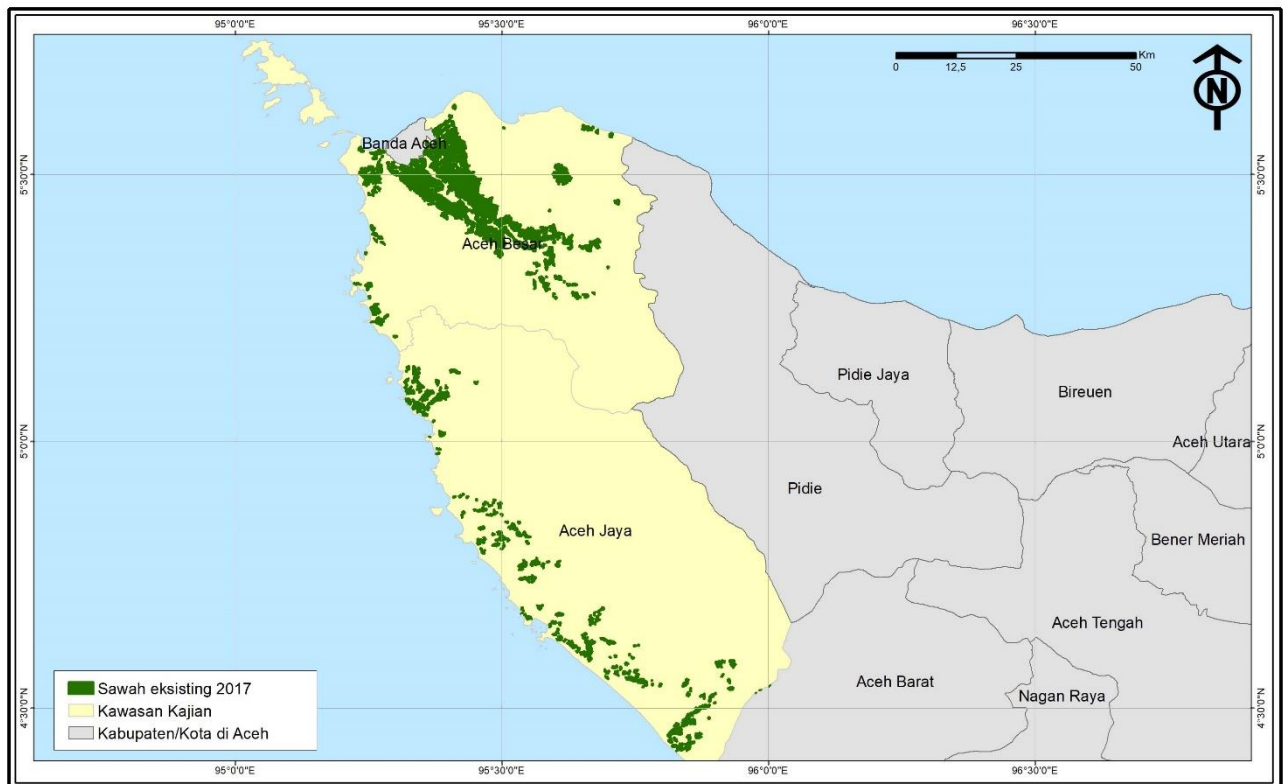 95°0'0"E
95°30'0"E
96°0'0"E
96°30'0"E
Km
0
12,5
25
50
N
Banda Aceh
5°30'0"N
5°30'0"N
Aceh Besar
Pidie Jaya
Bireuen
Aceh Utara
5°0'0"N
5°0'0"N
Pidie
Aceh Jaya
Bener Meriah
Aceh Tengah
Aceh Barat
Nagan Raya
4°30'0"N
4°30'0"N
Sawah eksisting 2017
Kawasan Kajian
Kabupaten/Kota di Aceh
95°0'0"E
95°30'0"E
96°0'0"E
96°30'0"E